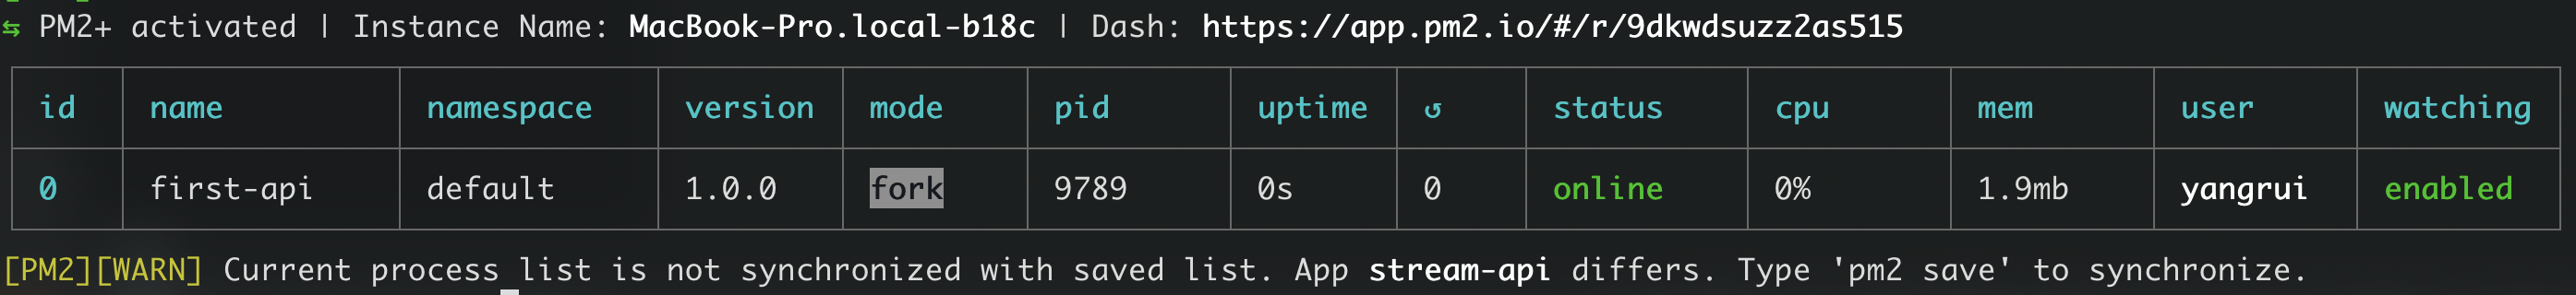 ⇆ PM2+ activated | Instance Name: MacBook-Pro.local-b18c | Dash: https://app.pm2.io/#/r/9dkwdsuzz2as515
id name namespace version mode pid uptime ↺ status cpu mem user watching
0 first-api default 1.0.0 fork 9789 0s 0 online 0% 1.9mb yangrui enabled
[PM2][WARN] Current process list is not synchronized with saved list. App stream-api differs. Type 'pm2 save' to synchronize.